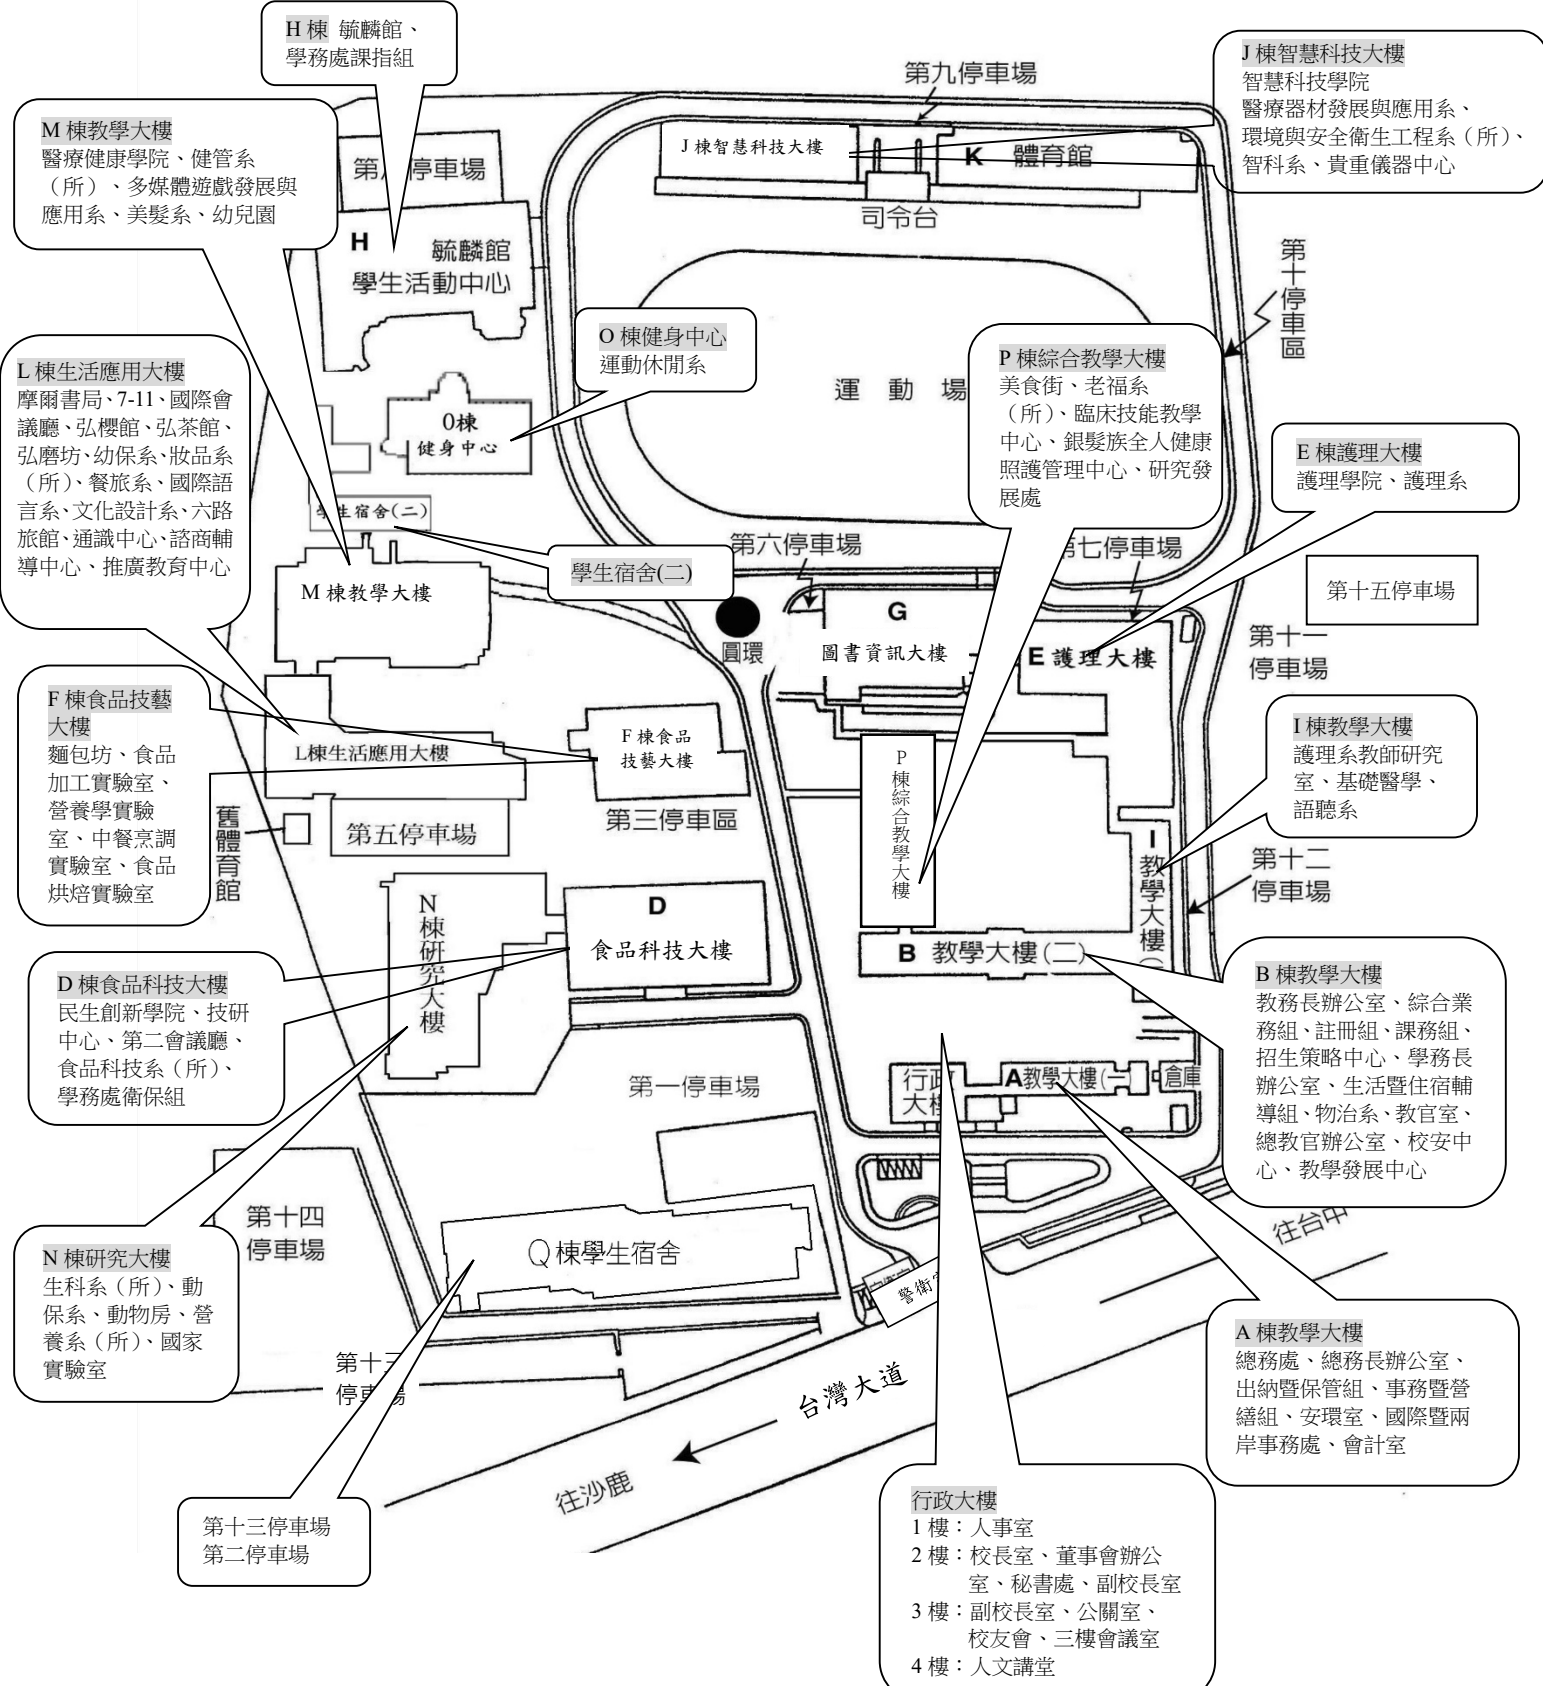 H 棟 毓麟館、
學務處課指組
J 棟智慧科技大樓
智慧科技學院
醫療器材發展與應用系、
環境與安全衛生工程系（所）、
智科系、貴重儀器中心
第九停車場
M 棟教學大樓
醫療健康學院、健管系
（所）、多媒體遊戲發展與
應用系、美髮系、幼兒園
J 棟智慧科技大樓
K 體育館
司令台
第八停車場
H 毓麟館
學生活動中心
第十停車區
O 棟健身中心
運動休閒系
P 棟綜合教學大樓
美食街、老福系
（所）、臨床技能教學
中心、銀髮族全人健康
照護管理中心、研究發
展處
運 動 場
L 棟生活應用大樓
摩爾書局、7-11、國際會
議廳、弘櫻館、弘茶館、
弘磨坊、幼保系、妝品系
（所）、餐旅系、國際語
言系、文化設計系、六路
旅館、通識中心、諮商輔
導中心、推廣教育中心
O棟
健身中心
E 棟護理大樓
護理學院、護理系
學生宿舍(二)
學生宿舍(二)
第六停車場
第七停車場
第十五停車場
M 棟教學大樓
圓環
G
圖書資訊大樓
E 護理大樓
第十一
停車場
F 棟食品技藝
大樓
麵包坊、食品
加工實驗室、
營養學實驗
室、中餐烹調
實驗室、食品
烘焙實驗室
L棟生活應用大樓
F 棟食品
技藝大樓
第三停車區
P棟綜合教學大樓
I 棟教學大樓
護理系教師研究
室、基礎醫學、
語聽系
舊體育館
第五停車場
I 教學大樓(
第十二
停車場
N棟研究大樓
D
食品科技大樓
B 教學大樓(二)
D 棟食品科技大樓
民生創新學院、技研
中心、第二會議廳、
食品科技系（所）、
學務處衛保組
B 棟教學大樓
教務長辦公室、綜合業
務組、註冊組、課務組、
招生策略中心、學務長
辦公室、生活暨住宿輔
導組、物治系、教官室、
總教官辦公室、校安中
心、教學發展中心
第一停車場
行政
大樓
A教學大樓(一)
倉庫
第十四
停車場
Q棟學生宿舍
往台中
N 棟研究大樓
生科系（所）、動
保系、動物房、營
養系（所）、國家
實驗室
警衛
第十三
停車場
台灣大道
往沙鹿
A 棟教學大樓
總務處、總務長辦公室、
出納暨保管組、事務暨營
繕組、安環室、國際暨兩
岸事務處、會計室
第十三停車場
第二停車場
行政大樓
1 樓：人事室
2 樓：校長室、董事會辦公
室、秘書處、副校長室
3 樓：副校長室、公關室、
校友會、三樓會議室
4 樓：人文講堂